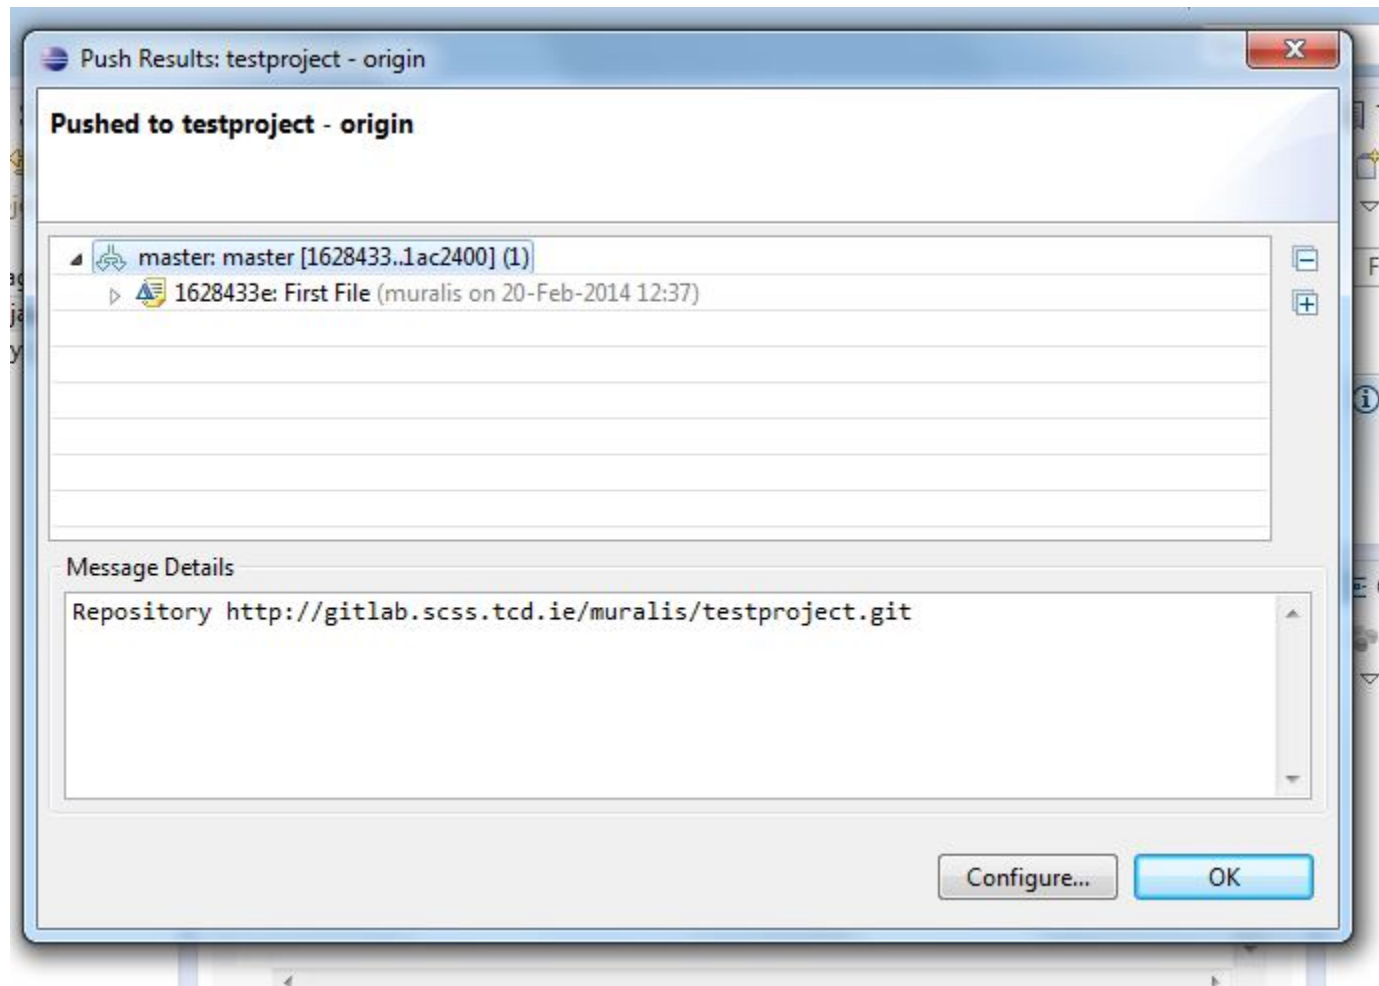 Push Results: testproject - origin
Pushed to testproject - origin
master: master [1628433..1ac2400] (1)
1628433e: First File (muralis on 20-Feb-2014 12:37)
Message Details
Repository http://gitlab.scss.tcd.ie/muralis/testproject.git
Configure...
OK